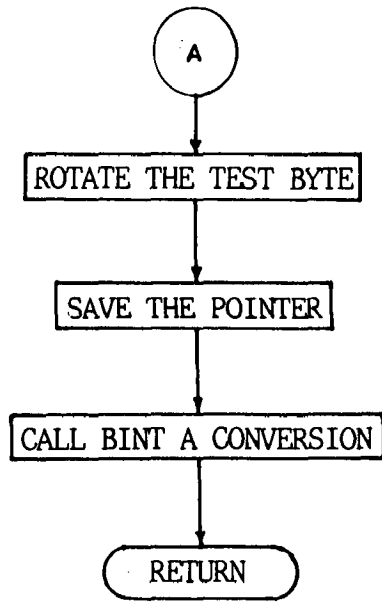 A
ROTATE THE TEST BYTE
SAVE THE POINTER
CALL BINT A CONVERSION
RETURN